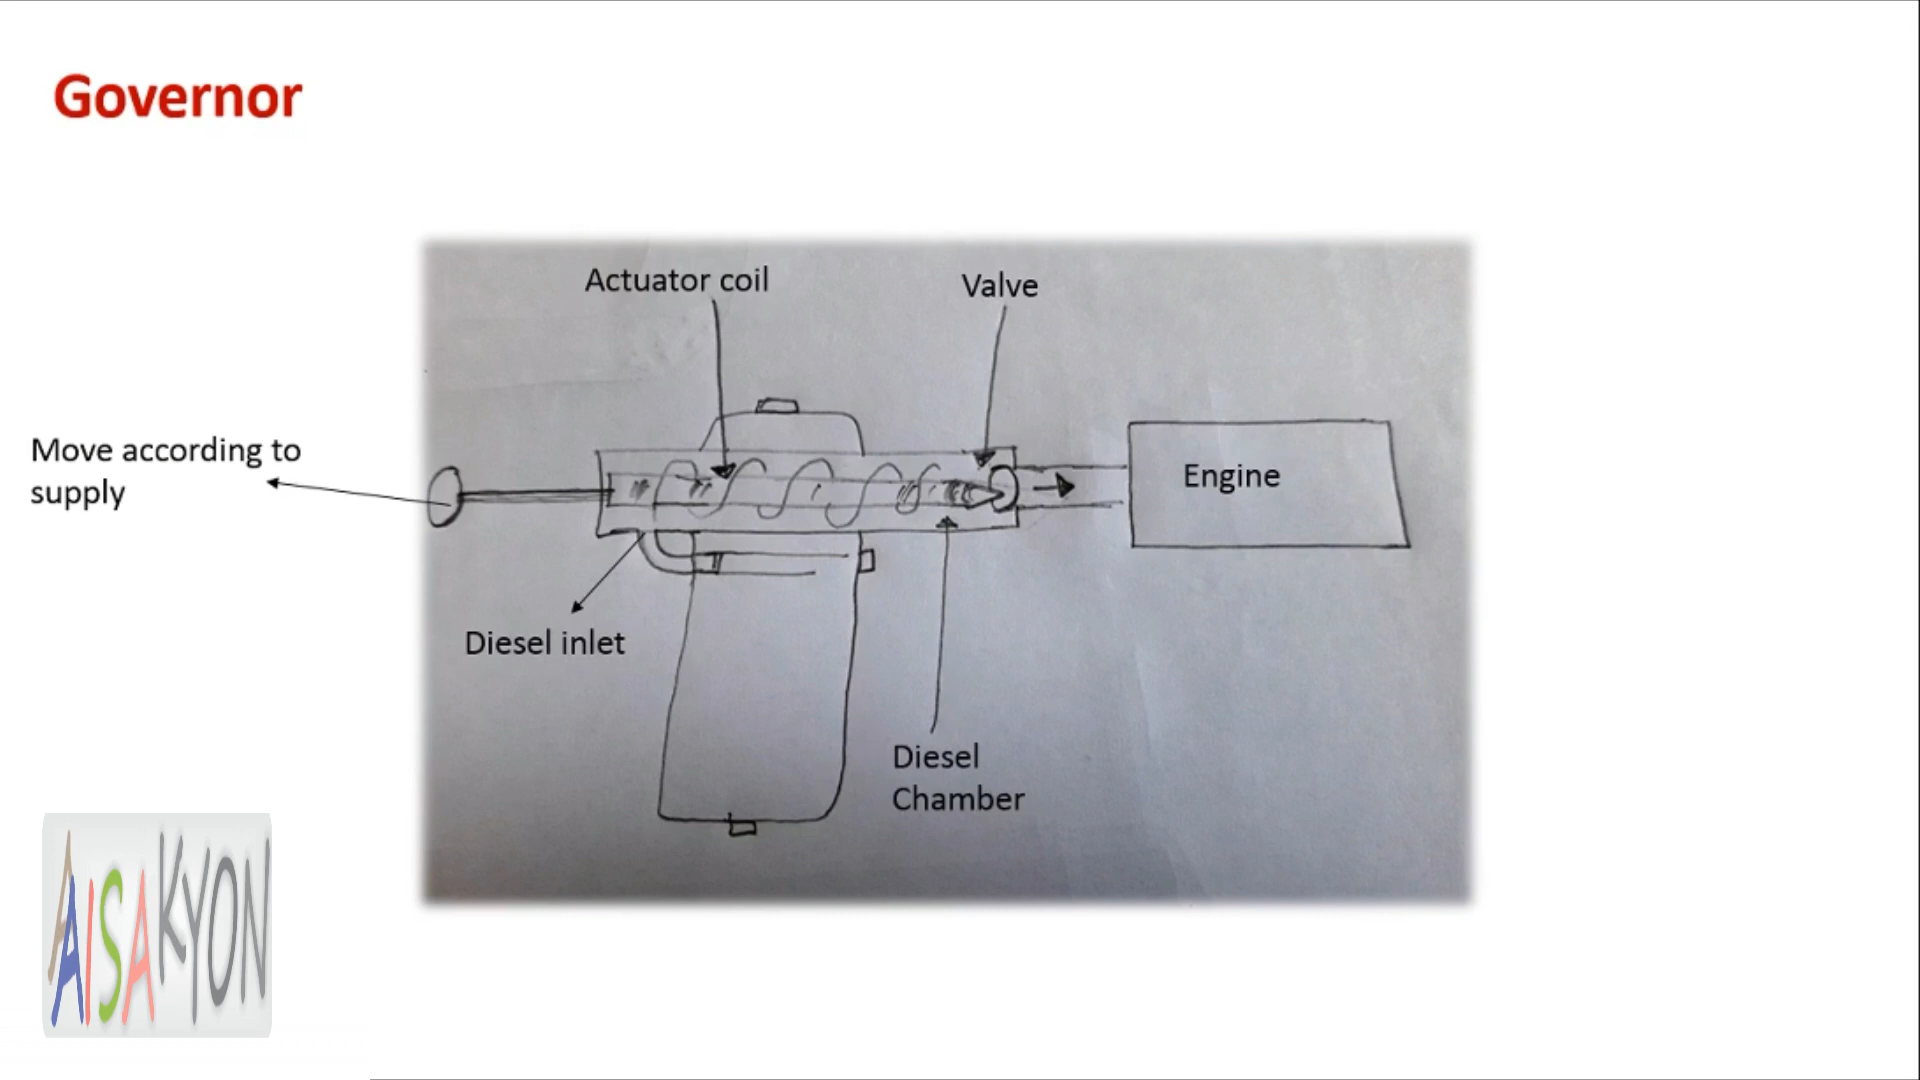 Governor
Actuator coil
Valve
Move according to
supply
Engine
Diesel inlet
Diesel
Chamber
AISAKYON